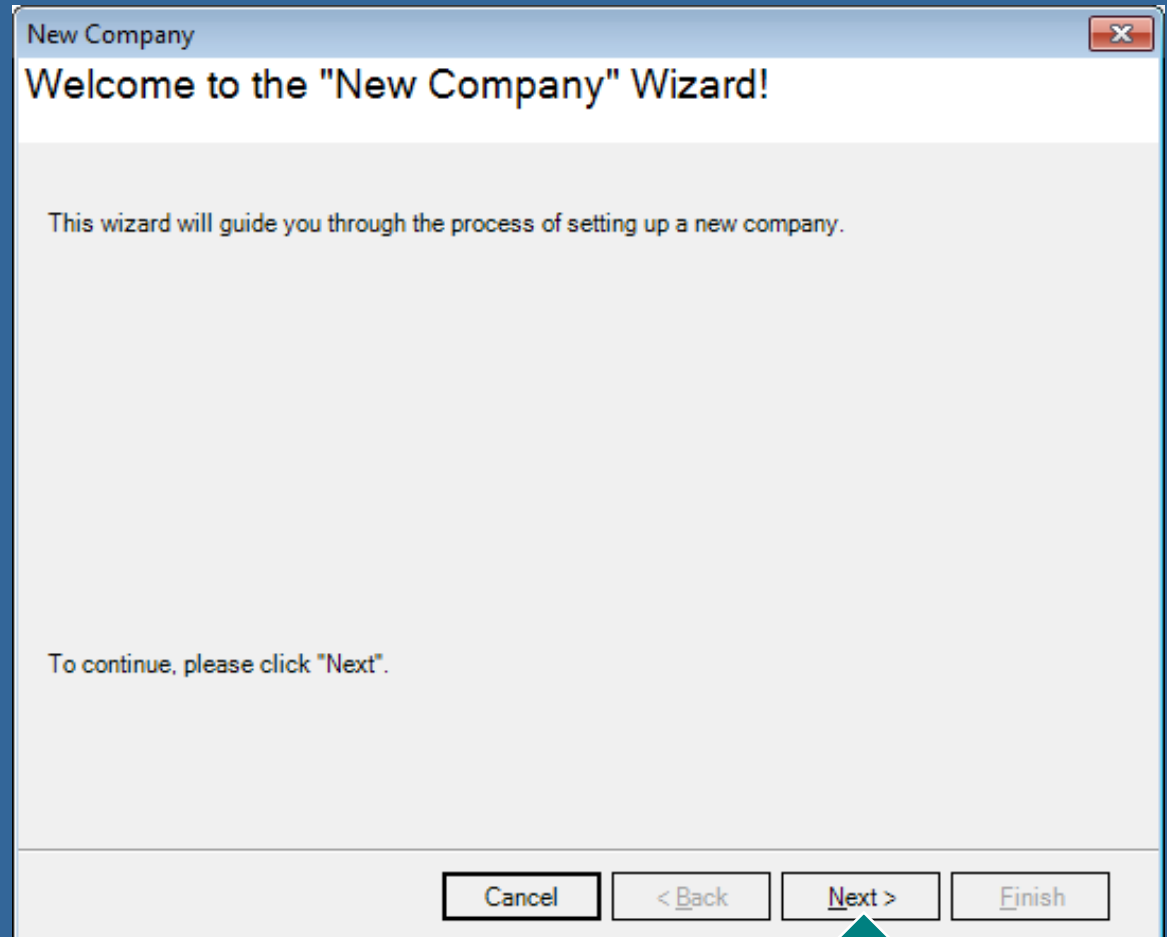 New Company
Welcome to the "New Company" Wizard!
This wizard will guide you through the process of setting up a new company.
To continue, please click "Next".
Cancel
< Back
Next >
Finish